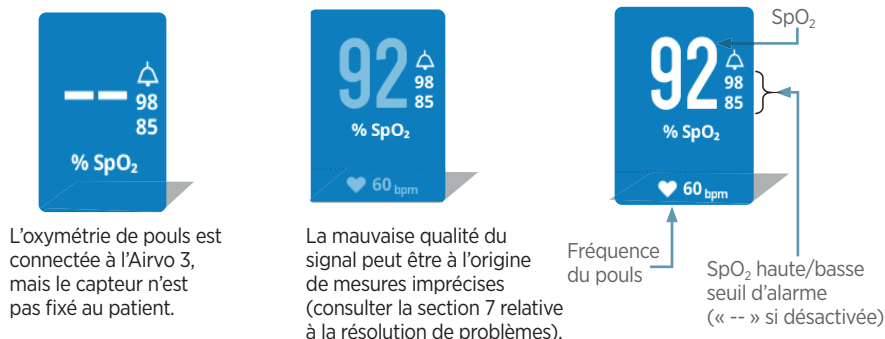 -- 98
85
% SpO₂
L'oxymétrie de pouls est
connectée à l'Airvo 3,
mais le capteur n'est
pas fixé au patient.
92 98
85
% SpO₂
60 bpm
La mauvaise qualité du
signal peut être à l'origine
de mesures imprécises
(consulter la section 7 relative
à la résolution de problèmes).
SpO₂
92 98
85
% SpO₂
60 bpm
Fréquence
du pouls
SpO₂ haute/basse
seuil d'alarme
(« -- » si désactivée)